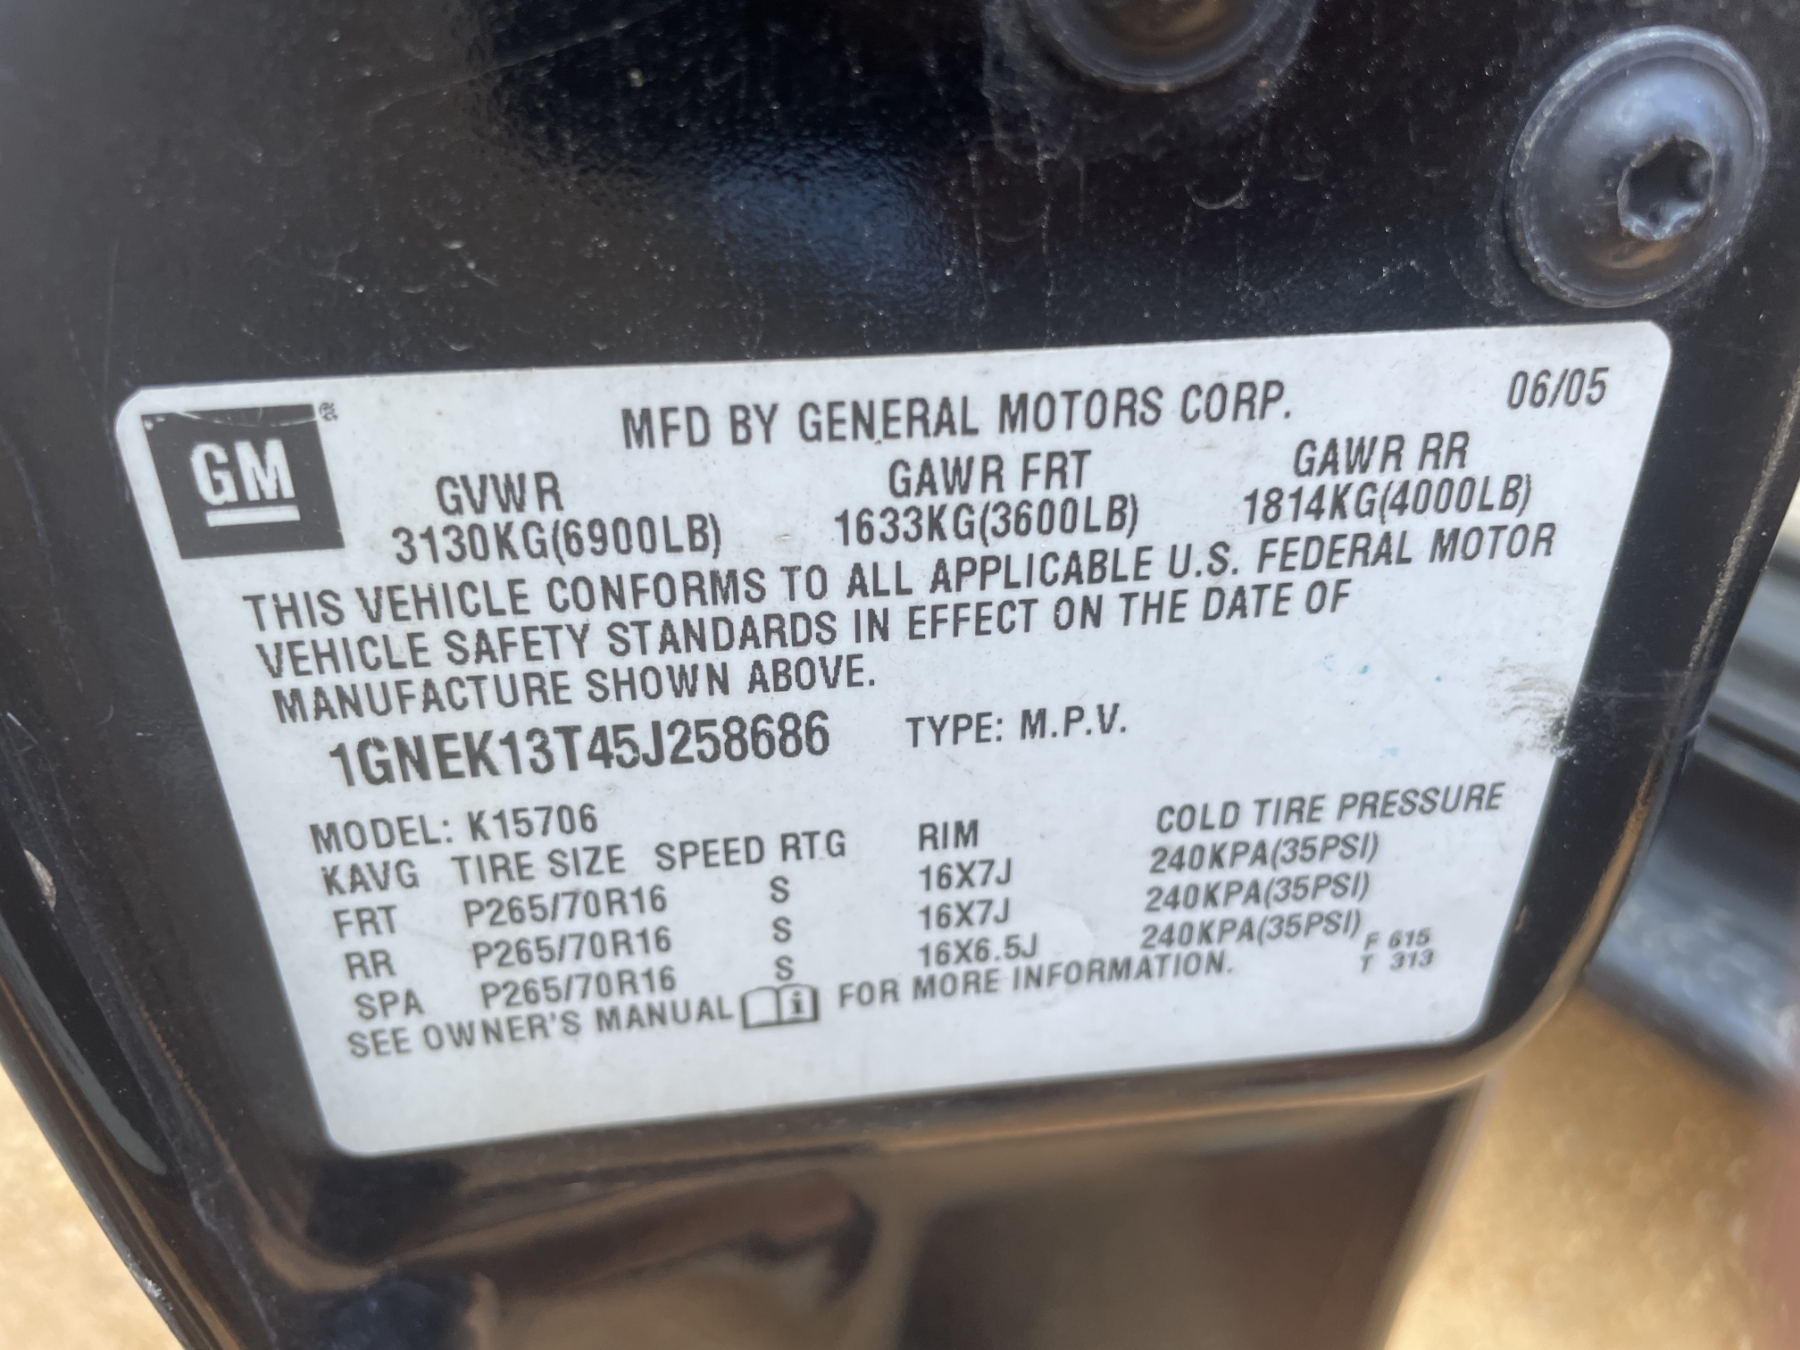 GM ®
MFD BY GENERAL MOTORS CORP. 06/05
GVWR GAWR FRT GAWR RR
3130KG(6900LB) 1633KG(3600LB) 1814KG(4000LB)
THIS VEHICLE CONFORMS TO ALL APPLICABLE U.S. FEDERAL MOTOR
VEHICLE SAFETY STANDARDS IN EFFECT ON THE DATE OF
MANUFACTURE SHOWN ABOVE.
1GNEK13T45J258686 TYPE: M.P.V.
MODEL: K15706
KAVG TIRE SIZE SPEED RTG RIM COLD TIRE PRESSURE
FRT P265/70R16 S 16X7J 240KPA(35PSI)
RR P265/70R16 S 16X7J 240KPA(35PSI)
SPA P265/70R16 S 16X6.5J 240KPA(35PSI)
SEE OWNER'S MANUAL i FOR MORE INFORMATION.
F 615
T 313